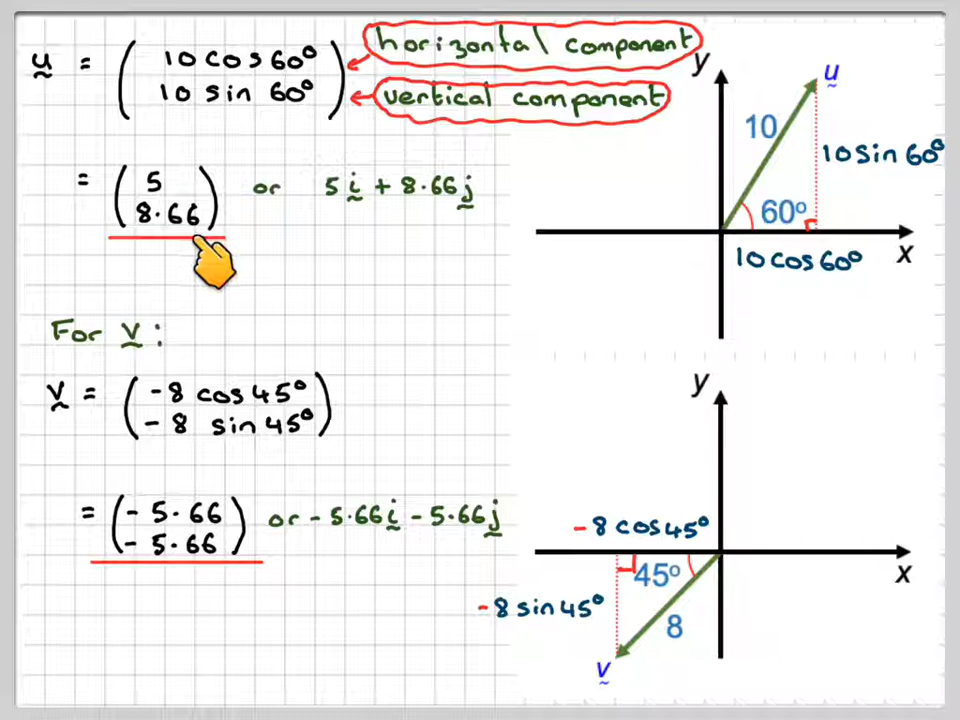 u = ( 10 cos 60° ) horizontal component
( 10 sin 60° ) vertical component
= ( 5 ) or 5i + 8.66j
( 8.66 )
For v:
v = ( -8 cos 45° )
( -8 sin 45° )
= ( -5.66 ) or -5.66i - 5.66j
( -5.66 )
y
u
10
10 sin 60°
60°
x
10 cos 60°
y
-8 cos 45°
x
45°
-8 sin 45°
8
v